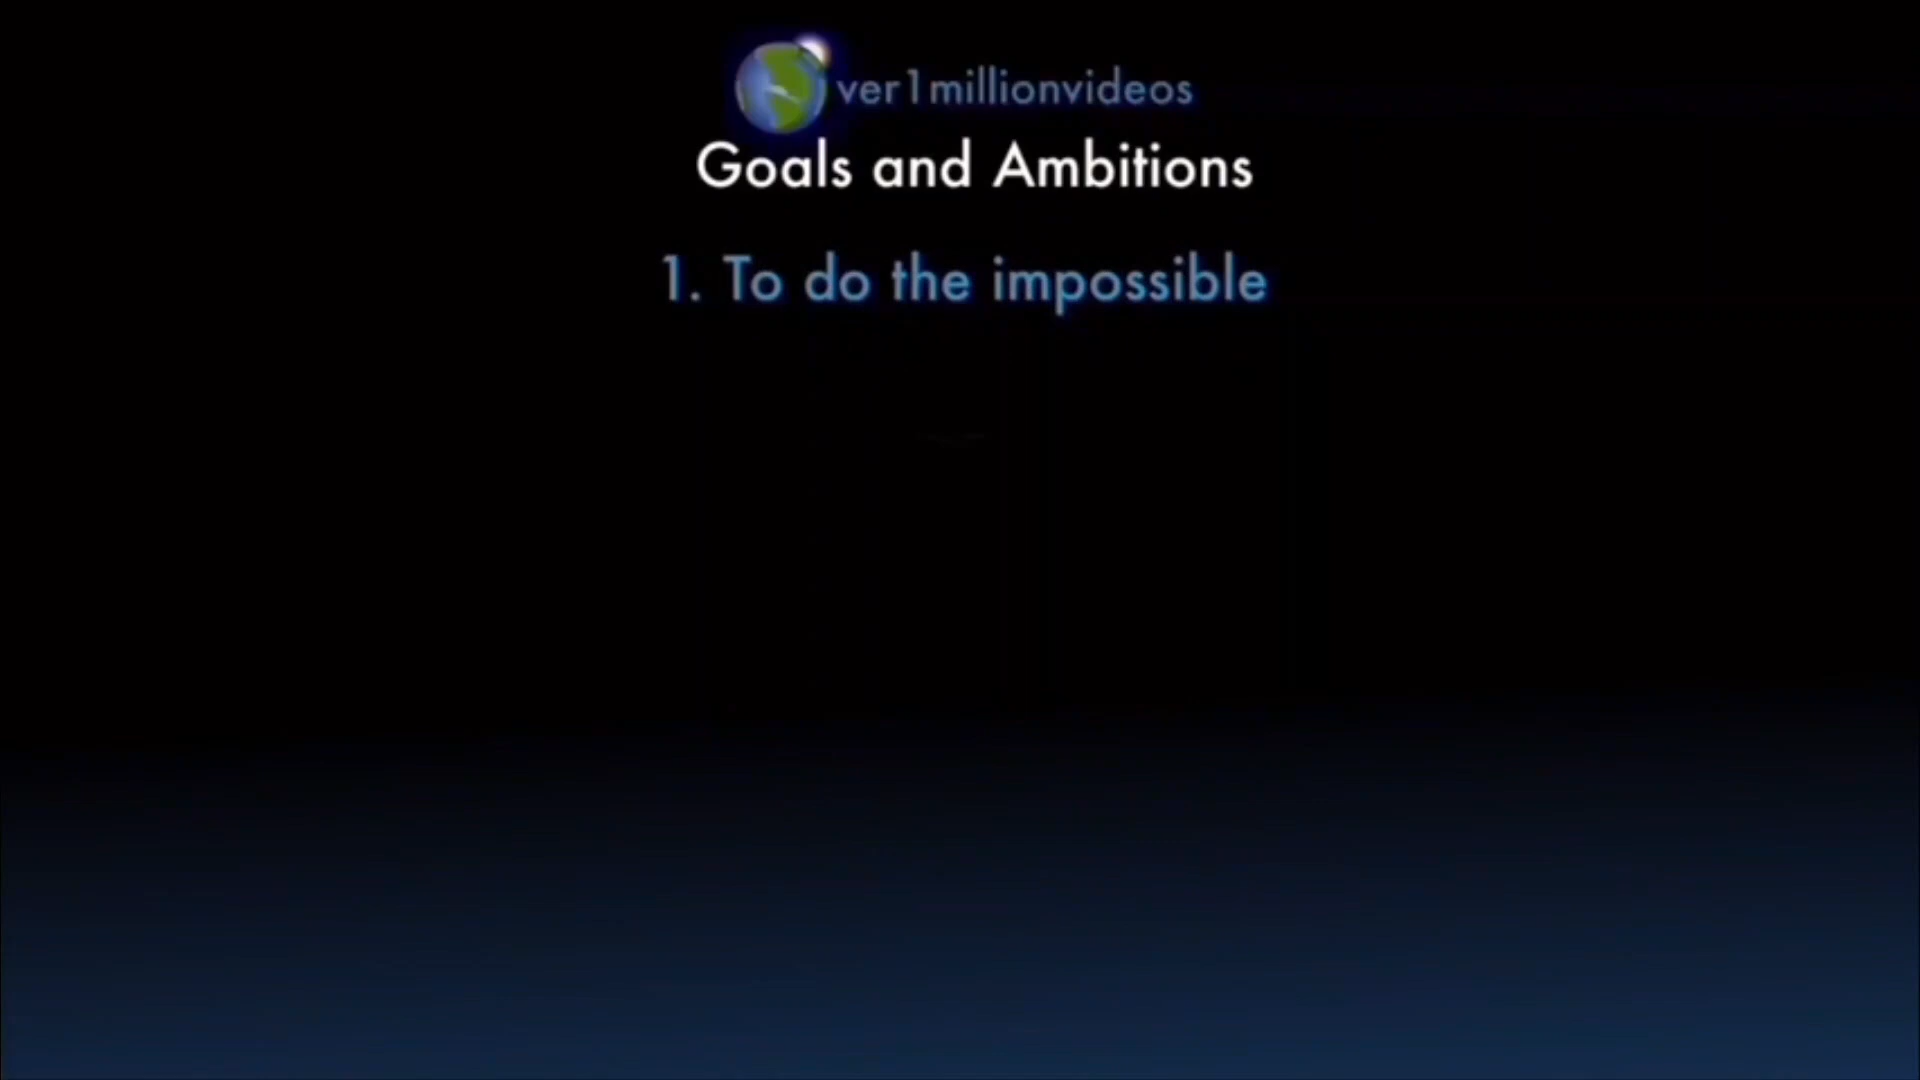 ver1millionvideos
Goals and Ambitions
1. To do the impossible